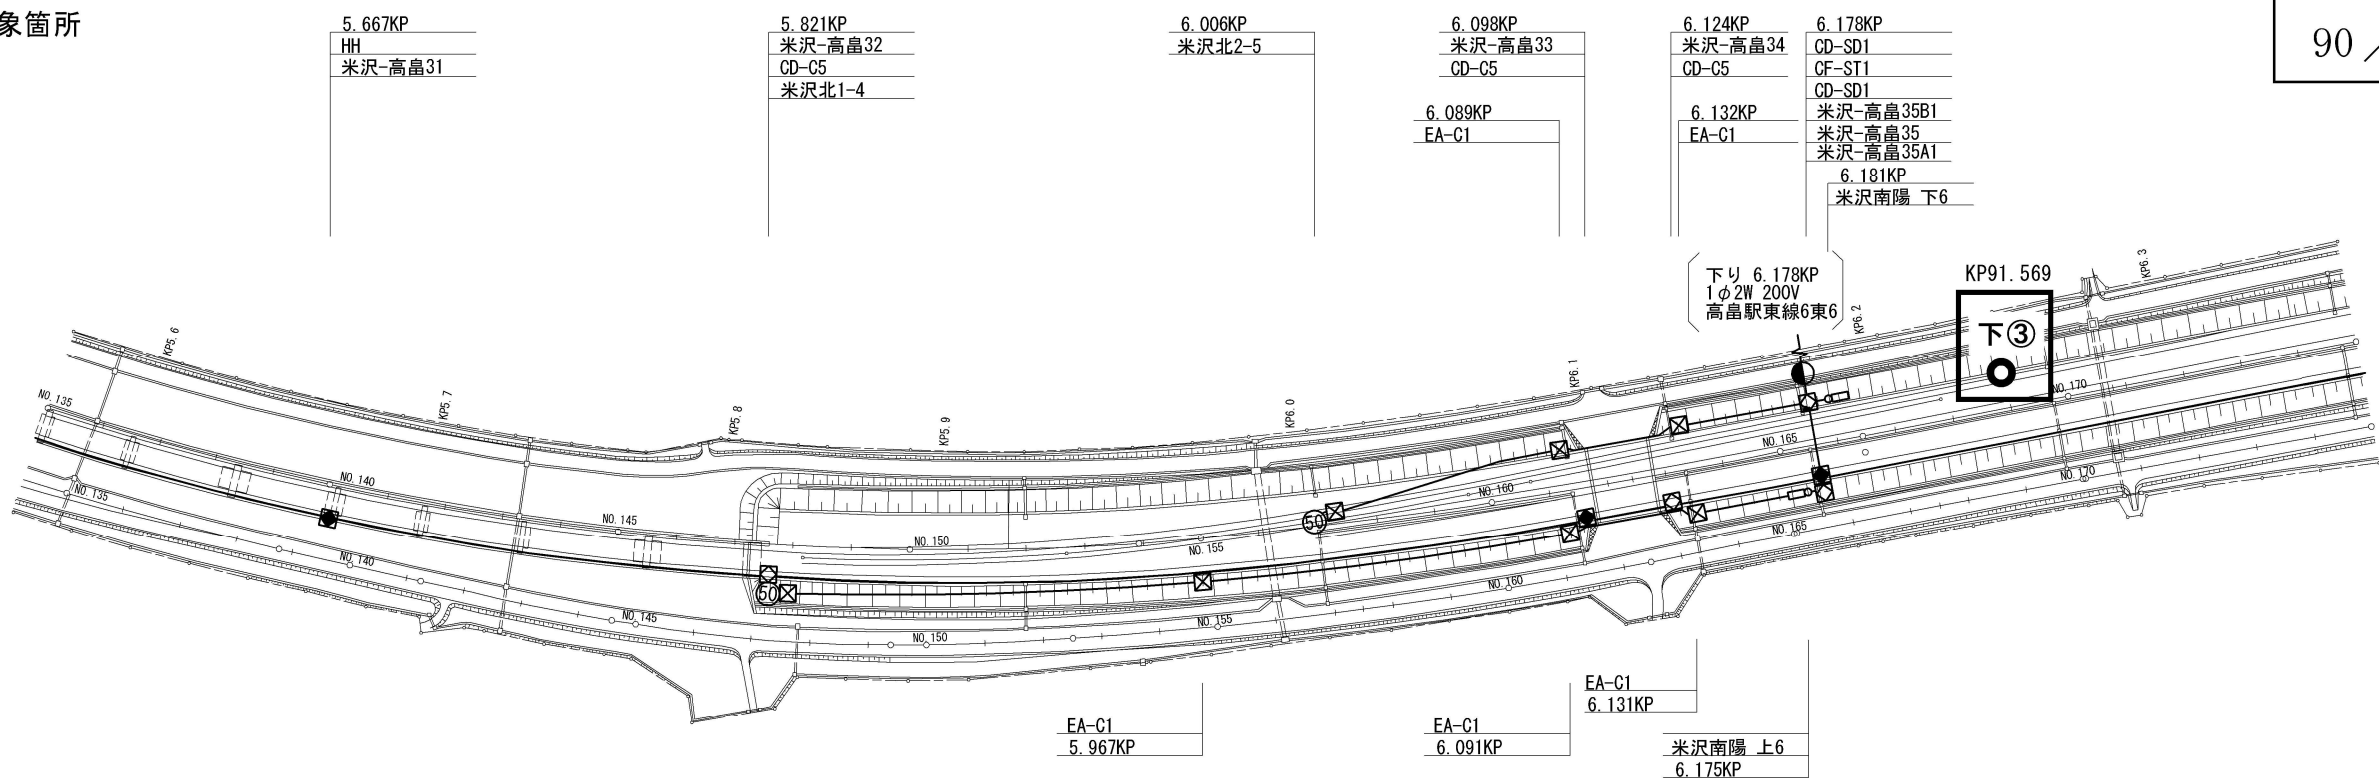 象箇所
90／
5.667KP
HH
米沢-高畠31
5.821KP
米沢-高畠32
CD-C5
米沢北1-4
6.006KP
米沢北2-5
6.098KP
米沢-高畠33
CD-C5
6.089KP
EA-C1
6.124KP
米沢-高畠34
CD-C5
6.132KP
EA-C1
6.178KP
CD-SD1
CF-ST1
CD-SD1
米沢-高畠35B1
米沢-高畠35
米沢-高畠35A1
6.181KP
米沢南陽 下6
下り 6.178KP
1φ2W 200V
高畠駅東線6東6
KP91.569
下③
KP5.6
KP5.7
KP5.8
KP5.9
KP6.0
KP6.1
KP6.2
KP6.3
NO.135
NO.140
NO.145
NO.150
NO.155
NO.160
NO.165
NO.170
NO.135
NO.140
NO.145
NO.150
NO.155
NO.160
NO.165
NO.170
50
50
EA-C1
5.967KP
EA-C1
6.091KP
EA-C1
6.131KP
米沢南陽 上6
6.175KP